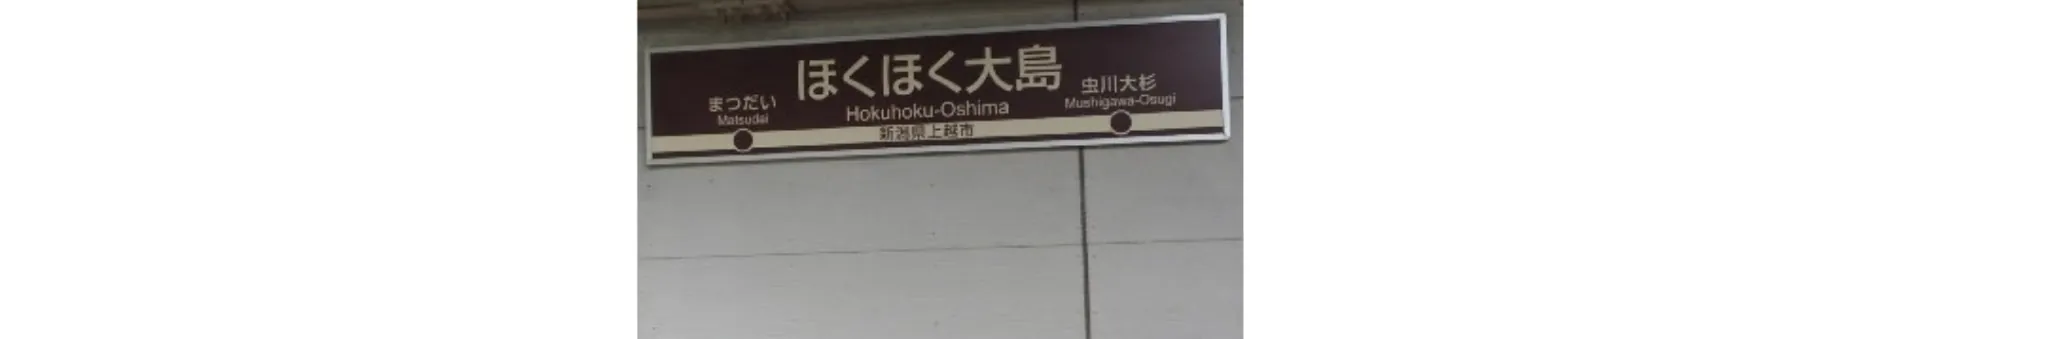 ほくほく大島
Hokuhoku-Oshima
まつだい
Matsudai
虫川大杉
Mushigawa-Osugi
新潟県上越市